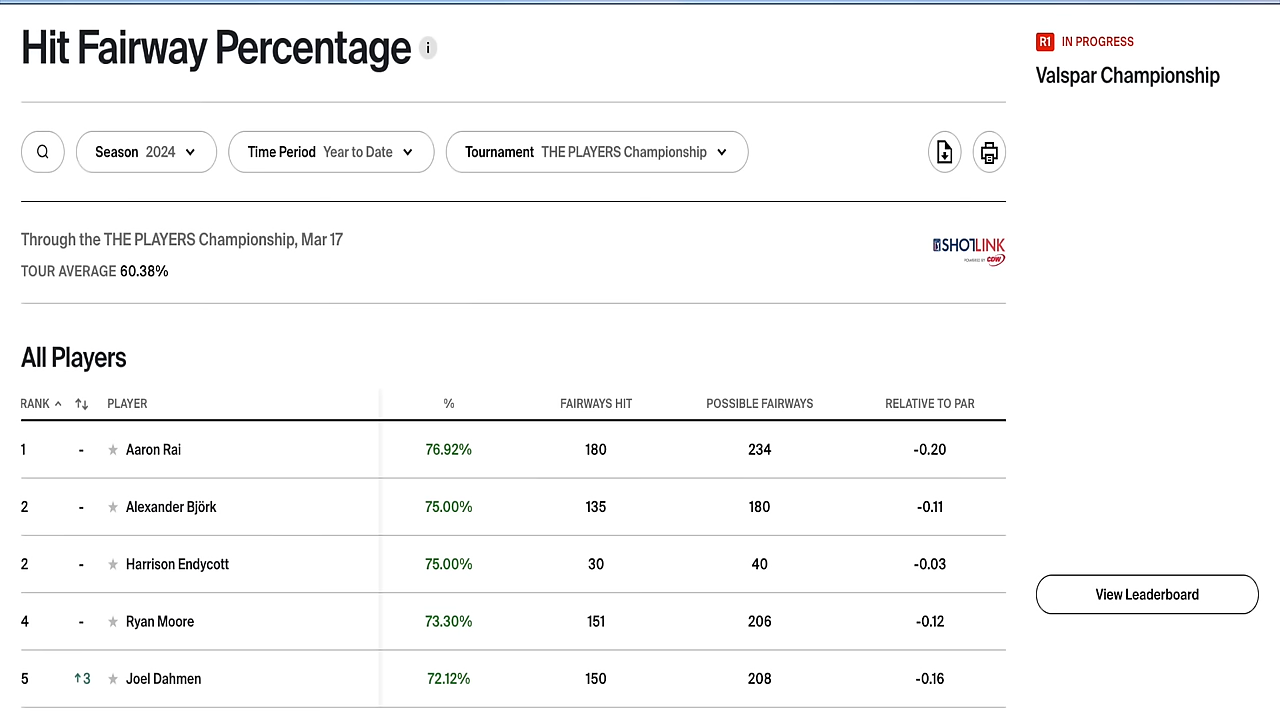 Hit Fairway Percentage i
R1 IN PROGRESS
Valspar Championship
Season 2024
Time Period Year to Date
Tournament THE PLAYERS Championship
Through the THE PLAYERS Championship, Mar 17
TOUR AVERAGE 60.38%
SHOTLINK
POWERED BY CDW
All Players
RANK PLAYER % FAIRWAYS HIT POSSIBLE FAIRWAYS RELATIVE TO PAR
1 - Aaron Rai 76.92% 180 234 -0.20
2 - Alexander Björk 75.00% 135 180 -0.11
2 - Harrison Endycott 75.00% 30 40 -0.03
4 - Ryan Moore 73.30% 151 206 -0.12
5 ↑3 Joel Dahmen 72.12% 150 208 -0.16
View Leaderboard